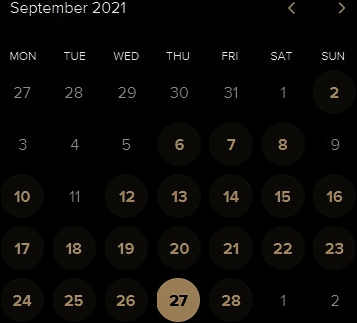 September 2021
MON TUE WED THU FRI SAT SUN
27 28 29 30 31 1 2
3 4 5 6 7 8 9
10 11 12 13 14 15 16
17 18 19 20 21 22 23
24 25 26 27 28 1 2